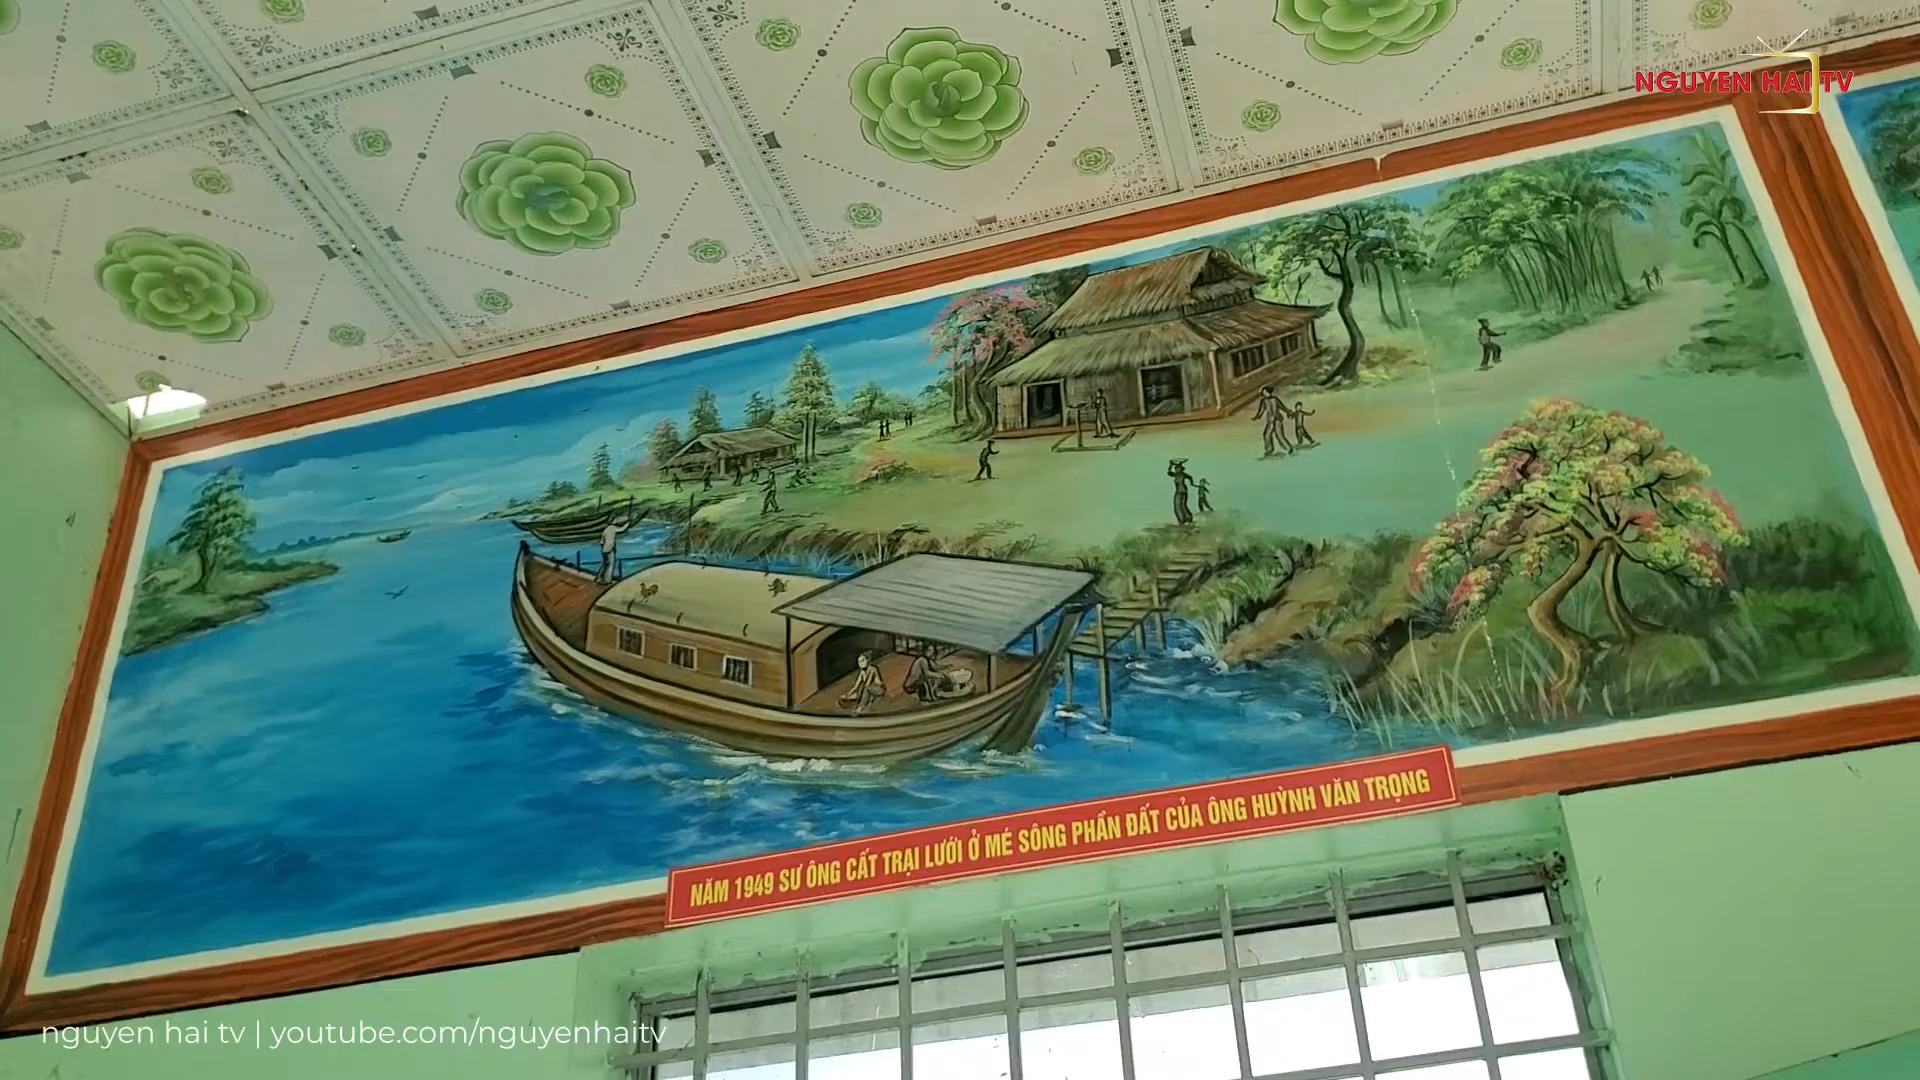 NGUYEN HAI TV
NĂM 1949 SƯ ÔNG CẤT TRẠI LƯỚI Ở MÉ SÔNG PHẦN ĐẤT CỦA ÔNG HUỲNH VĂN TRỌNG
nguyen hai tv | youtube.com/nguyenhaitv